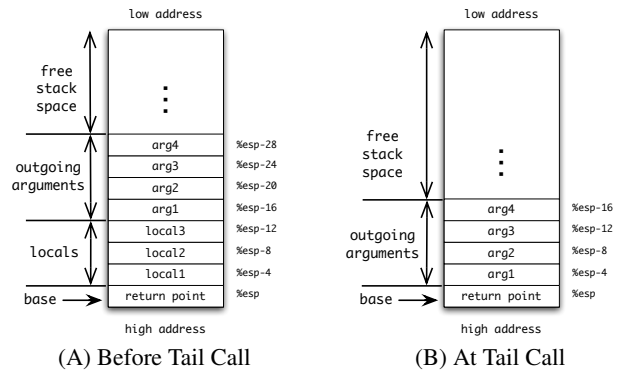 low address
free
stack
space
arg4 %esp-28
outgoing
arguments
arg3 %esp-24
arg2 %esp-20
arg1 %esp-16
locals
local3 %esp-12
local2 %esp-8
local1 %esp-4
base return point %esp
high address
(A) Before Tail Call
low address
free
stack
space
outgoing
arguments
arg4 %esp-16
arg3 %esp-12
arg2 %esp-8
arg1 %esp-4
base return point %esp
high address
(B) At Tail Call